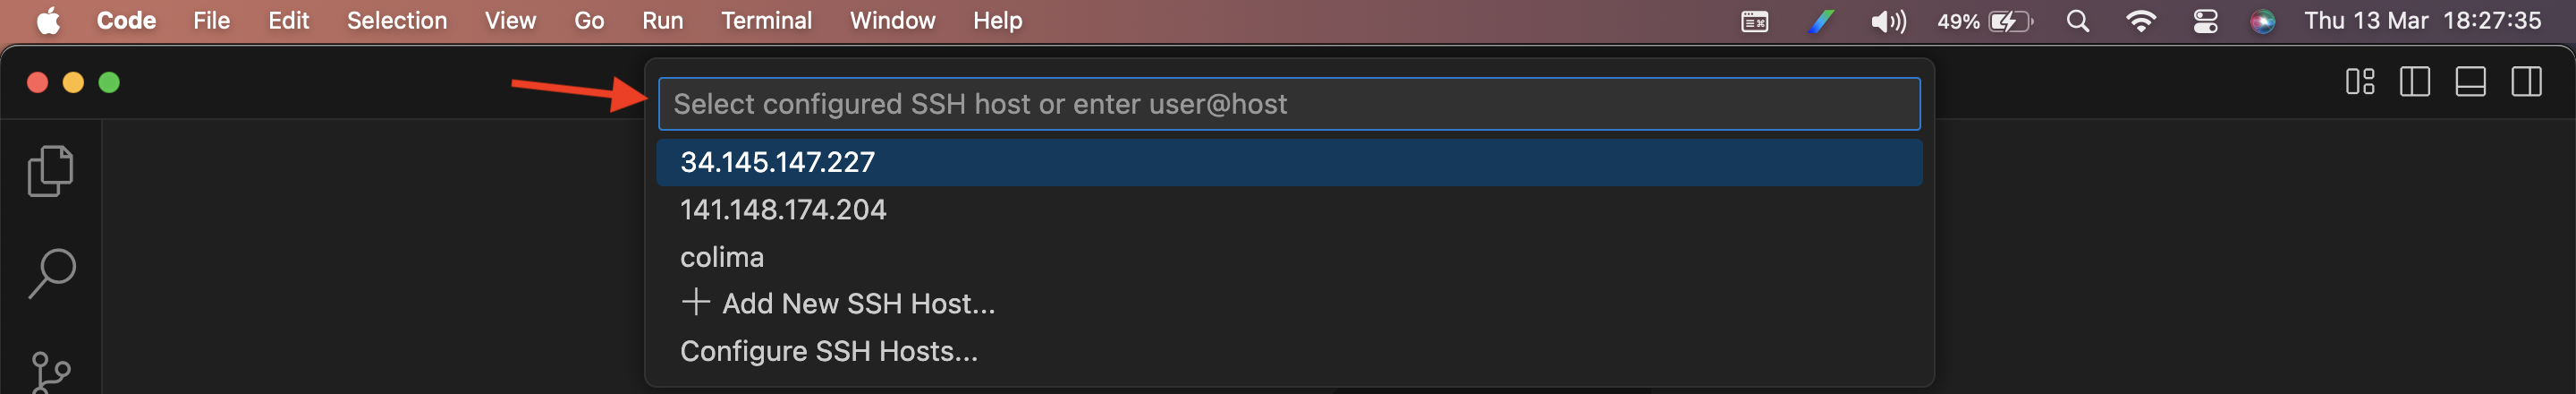 Code File Edit Selection View Go Run Terminal Window Help 49% Thu 13 Mar 18:27:35
Select configured SSH host or enter user@host
34.145.147.227
141.148.174.204
colima
+ Add New SSH Host...
Configure SSH Hosts...